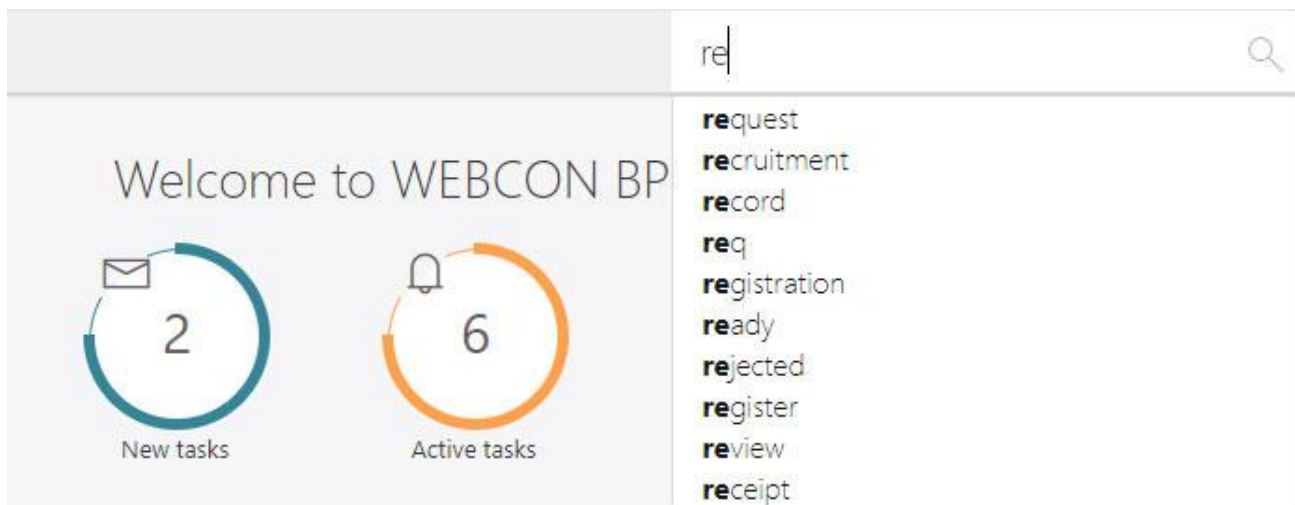 re
request
recruitment
record
req
registration
ready
rejected
register
review
receipt
Welcome to WEBCON BP
2
6
New tasks
Active tasks